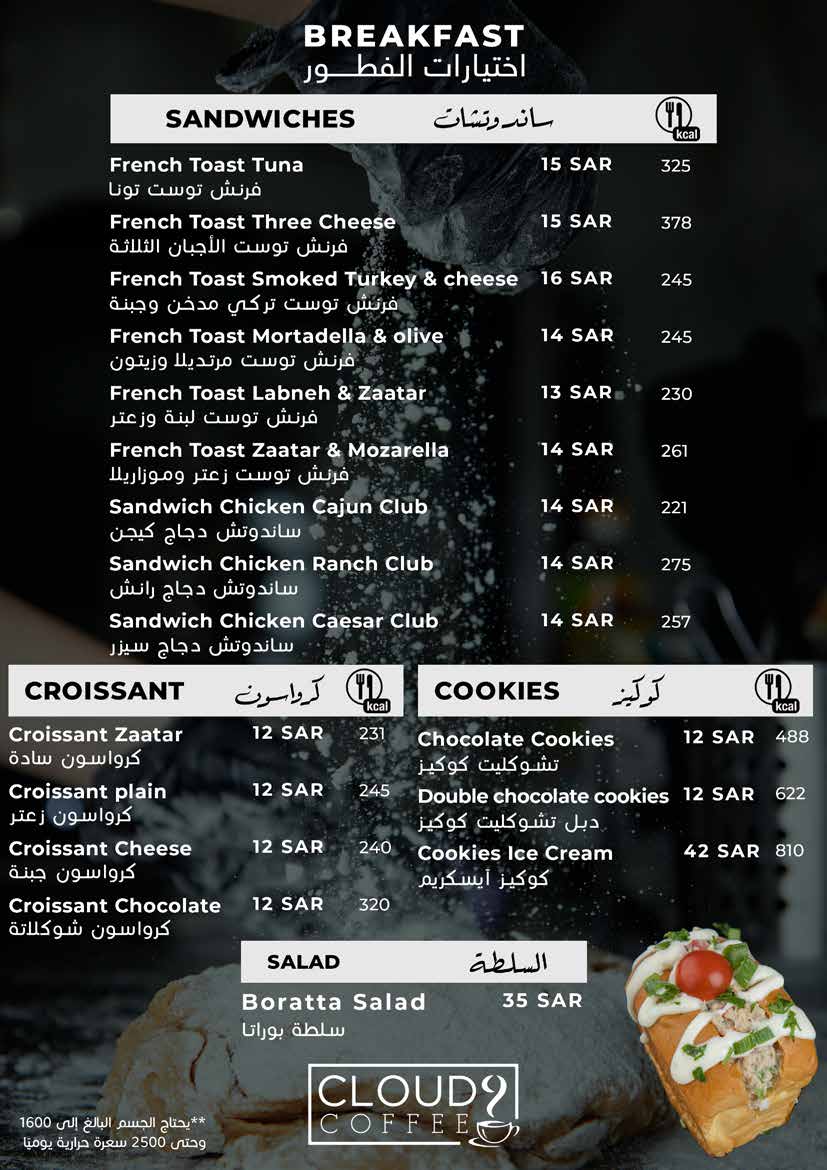 BREAKFAST
اختيارات الفطـــور
SANDWICHES ساندوتشات kcal
French Toast Tuna 15 SAR 325
فرنش توست تونا
French Toast Three Cheese 15 SAR 378
فرنش توست الأجبان الثلاثة
French Toast Smoked Turkey & cheese 16 SAR 245
فرنش توست تركي مدخن وجبنة
French Toast Mortadella & olive 14 SAR 245
فرنش توست مرتديلا وزيتون
French Toast Labneh & Zaatar 13 SAR 230
فرنش توست لبنة وزعتر
French Toast Zaatar & Mozarella 14 SAR 261
فرنش توست زعتر وموزاريلا
Sandwich Chicken Cajun Club 14 SAR 221
ساندوتش دجاج كيجن
Sandwich Chicken Ranch Club 14 SAR 275
ساندوتش دجاج رانش
Sandwich Chicken Caesar Club 14 SAR 257
ساندوتش دجاج سيزر
CROISSANT كرواسون kcal
Croissant Zaatar 12 SAR 231
كرواسون سادة
Croissant plain 12 SAR 245
كرواسون زعتر
Croissant Cheese 12 SAR 240
كرواسون جبنة
Croissant Chocolate 12 SAR 320
كرواسون شوكلاتة
COOKIES كوكيز kcal
Chocolate Cookies 12 SAR 488
تشوكليت كوكيز
Double chocolate cookies 12 SAR 622
دبل تشوكليت كوكيز
Cookies Ice Cream 42 SAR 810
كوكيز آيسكريم
SALAD السلطة
Boratta Salad 35 SAR
سلطة بوراتا
CLOUD9
COFFEE
**يحتاج الجسم البالغ إلى 1600
وحتى 2500 سعرة حرارية يوميًا